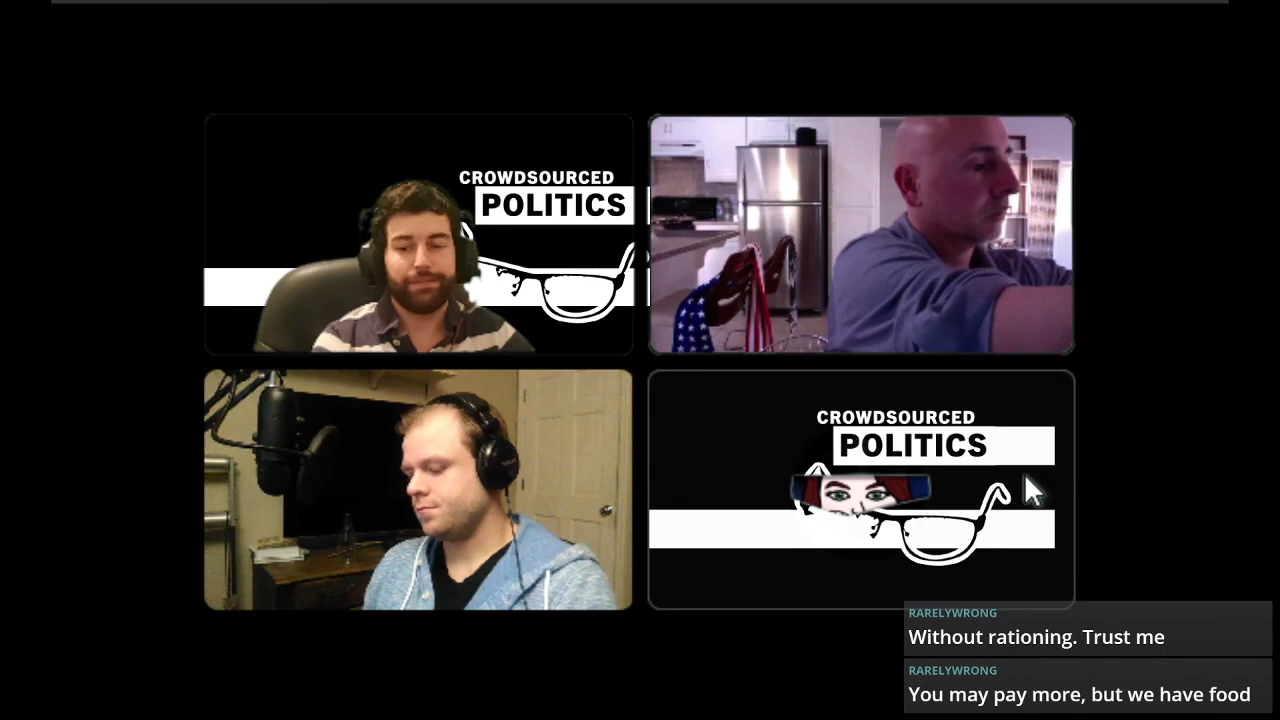 CROWDSOURCED
POLITICS
CROWDSOURCED
POLITICS
RARELYWRONG
Without rationing. Trust me
RARELYWRONG
You may pay more, but we have food